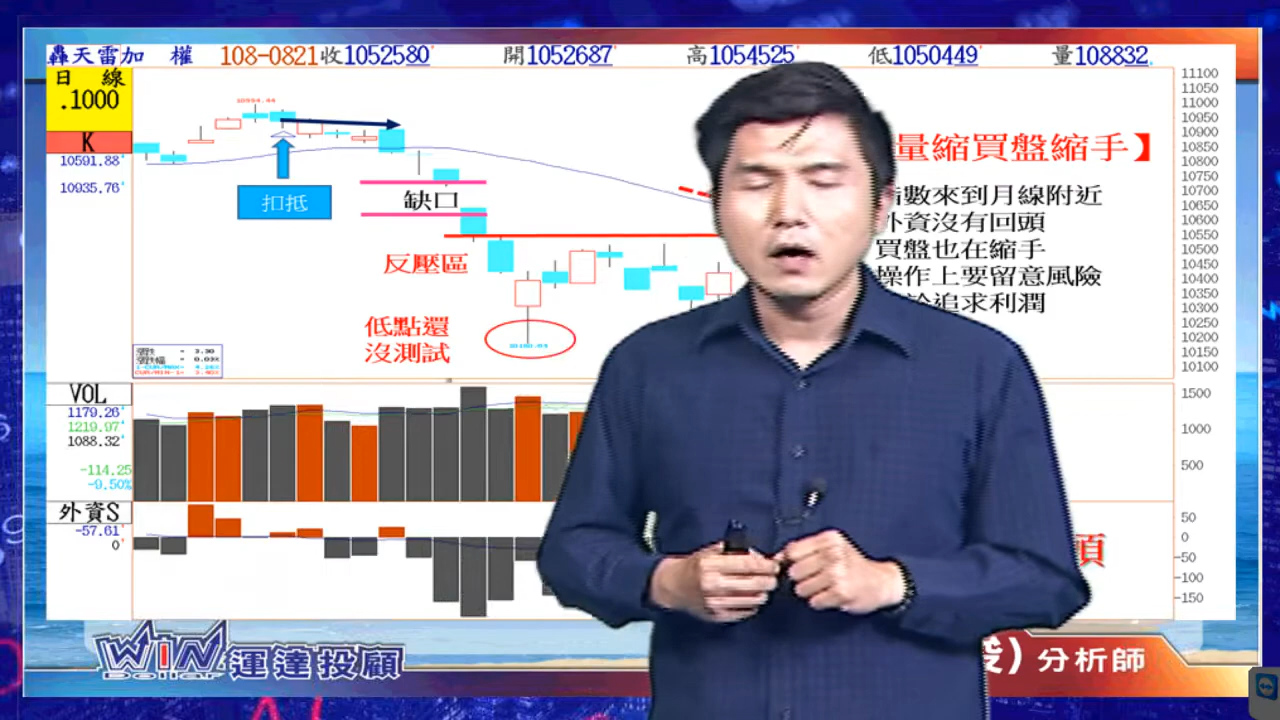 轟天雷加 權 108-0821收1052580 開1052687 高1054525 低1050449 量108832
日 線
.1000
K
10591.88
10935.76
扣抵
缺口
反壓區
低點還
沒測試
量縮買盤縮手】
指數來到月線附近
外資沒有回頭
買盤也在縮手
操作上要留意風險
追求利潤
11100
11050
11000
10950
10900
10850
10800
10750
10700
10650
10600
10550
10500
10450
10400
10350
10300
10250
10200
10150
10100
VOL
1179.26
1219.97
1088.32
-114.25
-9.50%
1500
1000
500
外資S
-57.61
0
50
0
-50
-100
-150
WIN
Dollar
運達投顧
分析師